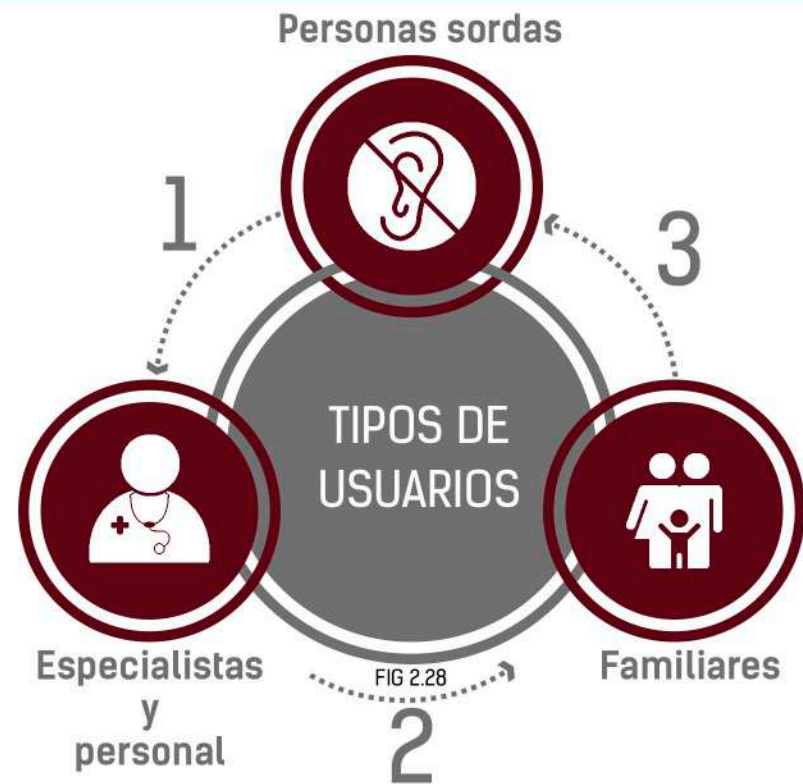 Personas sordas
1
3
TIPOS DE
USUARIOS
Especialistas
y
personal
FIG 2.28
2
Familiares